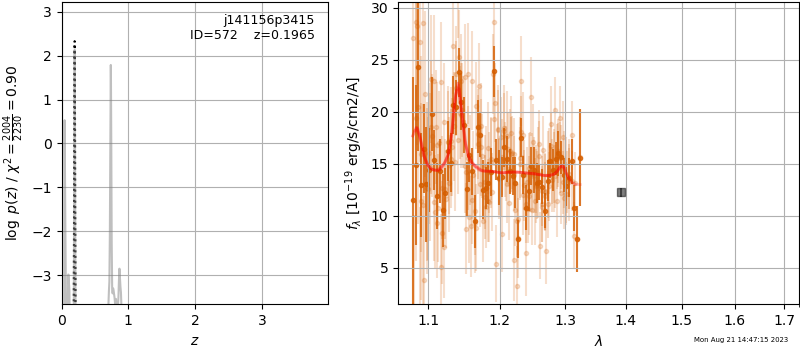 j141156p3415
ID=572 z=0.1965
log p(z) / χ² = 2004/2230 = 0.90
3
2
1
0
−1
−2
−3
0 1 2 3
z
f_λ [10⁻¹⁹ erg/s/cm2/A]
30
25
20
15
10
5
1.1 1.2 1.3 1.4 1.5 1.6 1.7
λ
Mon Aug 21 14:47:15 2023